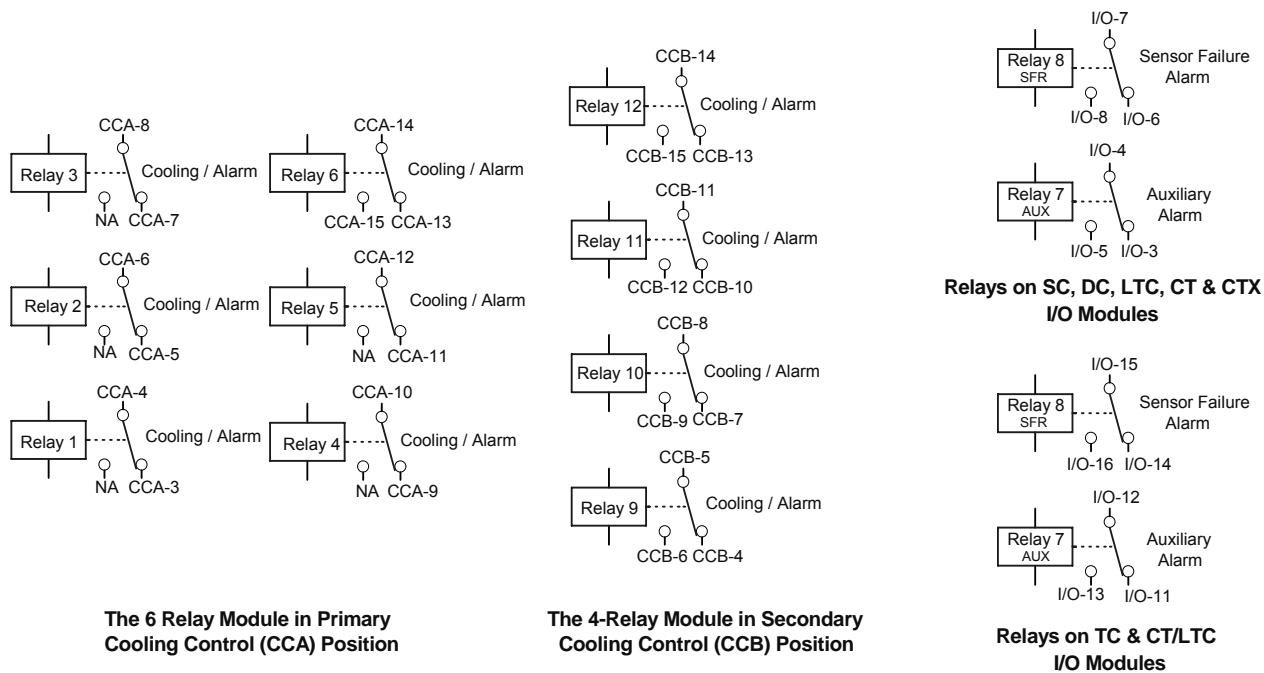 CCA-8
Relay 3
Cooling / Alarm
NA CCA-7
CCA-6
Relay 2
Cooling / Alarm
NA CCA-5
CCA-4
Relay 1
Cooling / Alarm
NA CCA-3
CCA-14
Relay 6
Cooling / Alarm
CCA-15 CCA-13
CCA-12
Relay 5
Cooling / Alarm
NA CCA-11
CCA-10
Relay 4
Cooling / Alarm
NA CCA-9
The 6 Relay Module in Primary
Cooling Control (CCA) Position
CCB-14
Relay 12
Cooling / Alarm
CCB-15 CCB-13
CCB-11
Relay 11
Cooling / Alarm
CCB-12 CCB-10
CCB-8
Relay 10
Cooling / Alarm
CCB-9 CCB-7
CCB-5
Relay 9
Cooling / Alarm
CCB-6 CCB-4
The 4-Relay Module in Secondary
Cooling Control (CCB) Position
I/O-7
Relay 8
SFR
Sensor Failure
Alarm
I/O-8 I/O-6
I/O-4
Relay 7
AUX
Auxiliary
Alarm
I/O-5 I/O-3
Relays on SC, DC, LTC, CT & CTX
I/O Modules
I/O-15
Relay 8
SFR
Sensor Failure
Alarm
I/O-16 I/O-14
I/O-12
Relay 7
AUX
Auxiliary
Alarm
I/O-13 I/O-11
Relays on TC & CT/LTC
I/O Modules